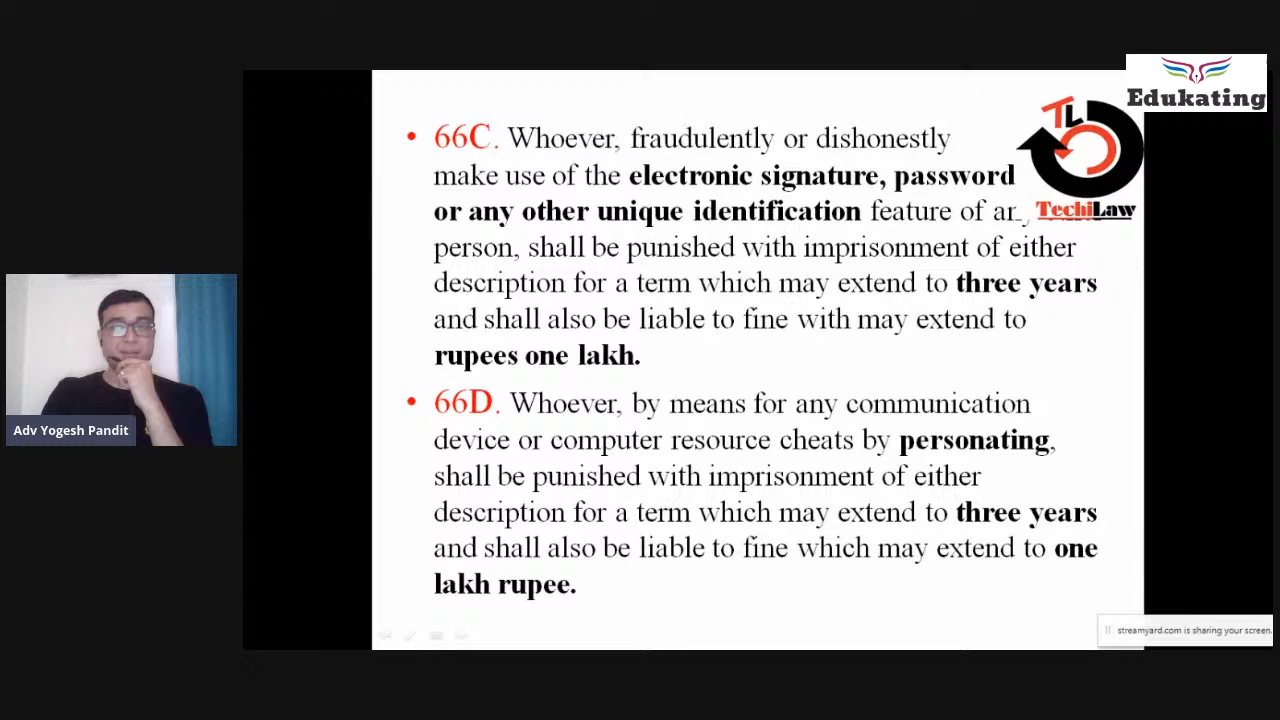 Edukating
TL
TechiLaw
• 66C. Whoever, fraudulently or dishonestly
make use of the electronic signature, password
or any other unique identification feature of any
person, shall be punished with imprisonment of either
description for a term which may extend to three years
and shall also be liable to fine with may extend to
rupees one lakh.
• 66D. Whoever, by means for any communication
device or computer resource cheats by personating,
shall be punished with imprisonment of either
description for a term which may extend to three years
and shall also be liable to fine which may extend to one
lakh rupee.
Adv Yogesh Pandit
streamyard.com is sharing your screen.